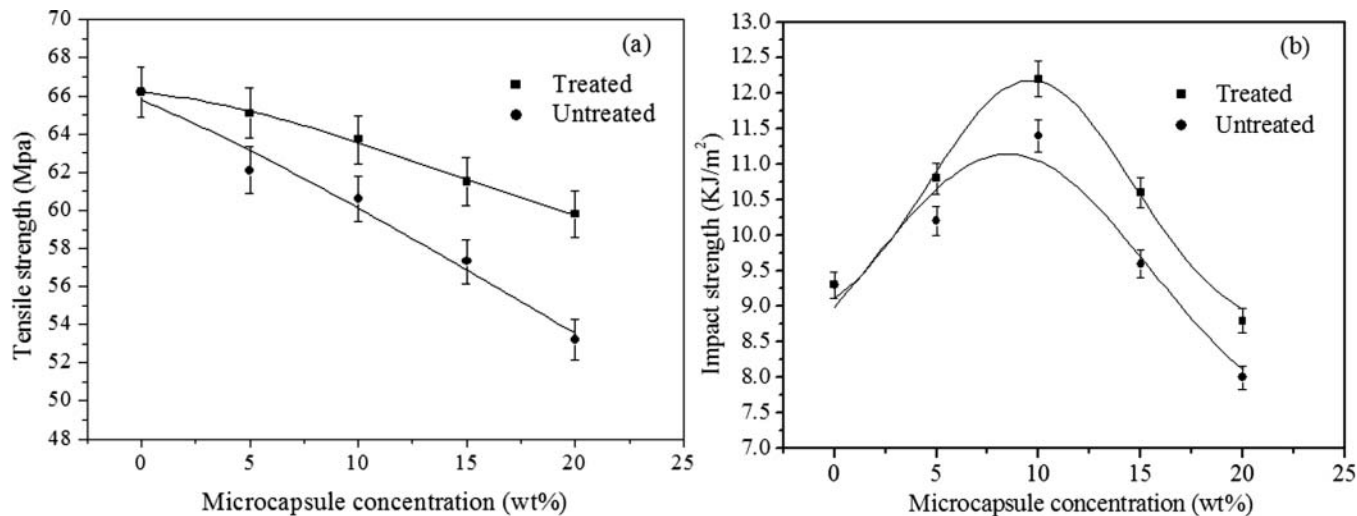 (a)
Treated
Untreated
Tensile strength (Mpa)
70
68
66
64
62
60
58
56
54
52
50
48
0 5 10 15 20 25
Microcapsule concentration (wt%)
(b)
Treated
Untreated
Impact strength (KJ/m²)
13.0
12.5
12.0
11.5
11.0
10.5
10.0
9.5
9.0
8.5
8.0
7.5
7.0
0 5 10 15 20 25
Microcapsule concentration (wt%)